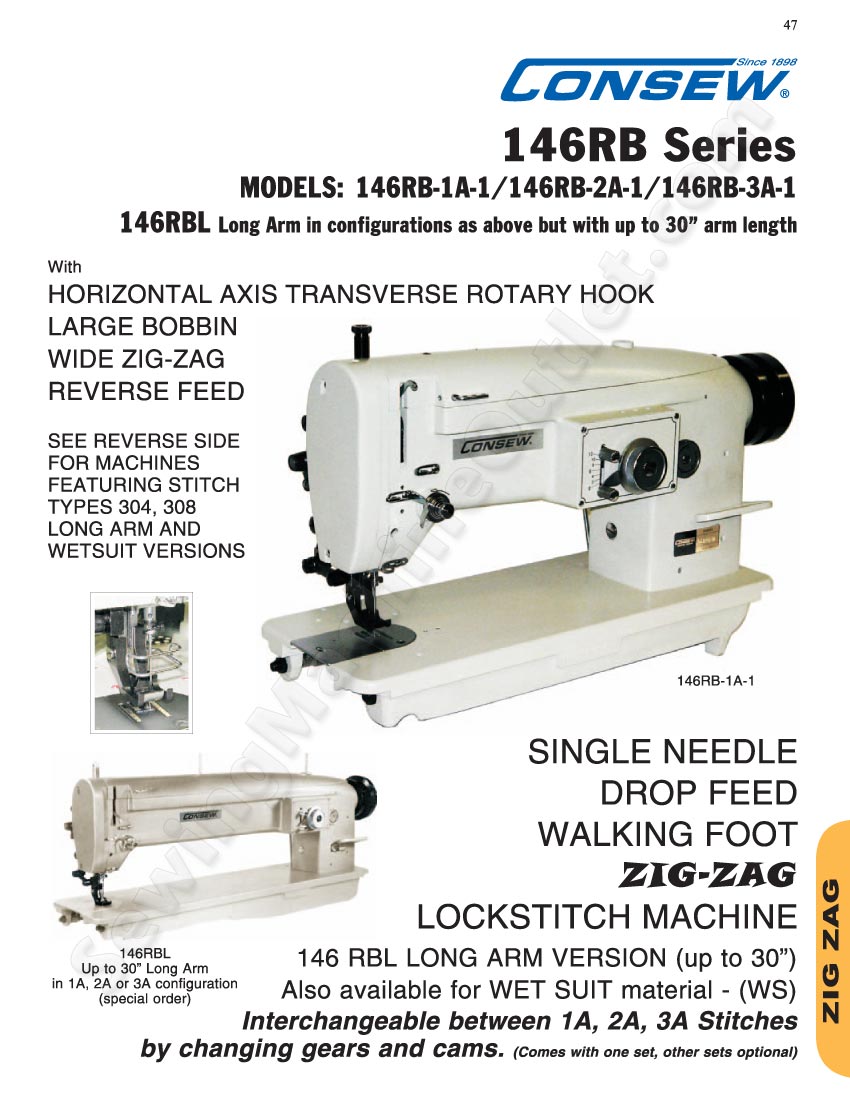 47
Since 1898
CONSEW®
146RB Series
MODELS: 146RB-1A-1/146RB-2A-1/146RB-3A-1
146RBL Long Arm in configurations as above but with up to 30” arm length
With
HORIZONTAL AXIS TRANSVERSE ROTARY HOOK
LARGE BOBBIN
WIDE ZIG-ZAG
REVERSE FEED
SEE REVERSE SIDE
FOR MACHINES
FEATURING STITCH
TYPES 304, 308
LONG ARM AND
WETSUIT VERSIONS
CONSEW.
CONSEW
146RB-1A-1
SINGLE NEEDLE
DROP FEED
WALKING FOOT
ZIG-ZAG
LOCKSTITCH MACHINE
CONSEW.
146RBL
Up to 30” Long Arm
in 1A, 2A or 3A configuration
(special order)
146 RBL LONG ARM VERSION (up to 30”)
Also available for WET SUIT material - (WS)
Interchangeable between 1A, 2A, 3A Stitches
by changing gears and cams. (Comes with one set, other sets optional)
ZIG ZAG
SewingMachineOutlet.com